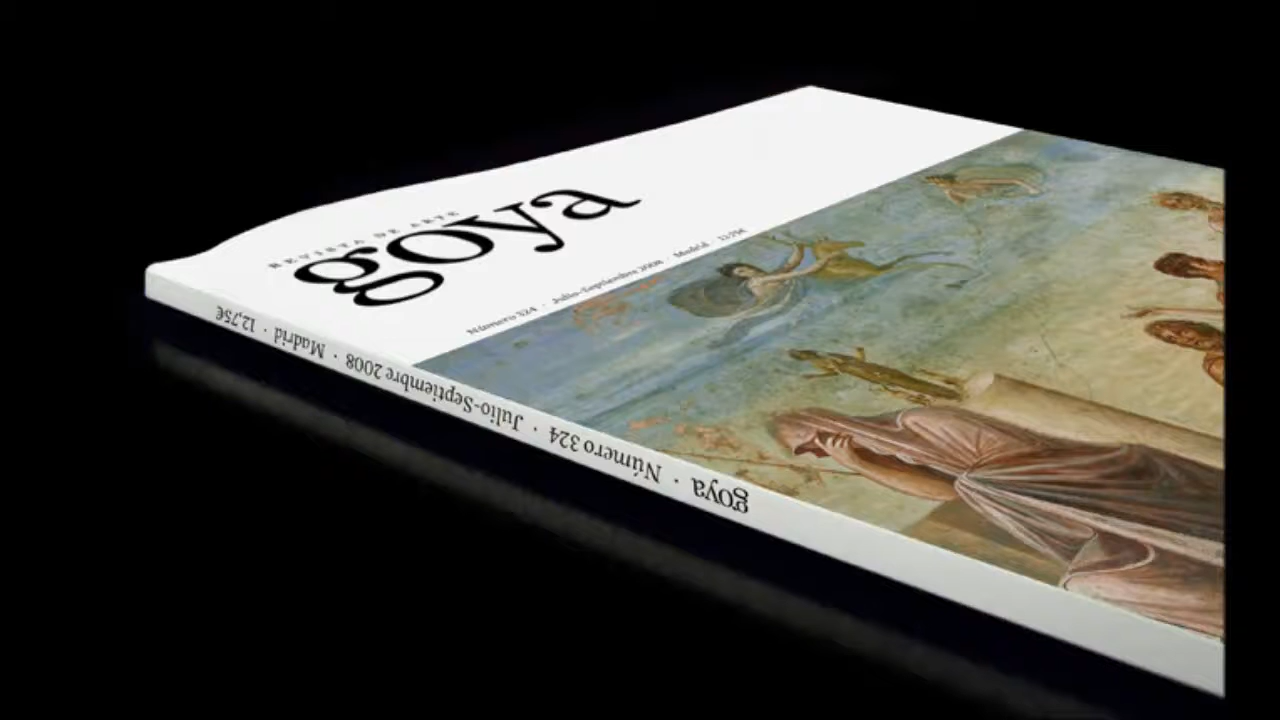 REVISTA DE ARTE
goya
Número 324 · Julio-Septiembre 2008 · Madrid · 12,75€
goya · Número 324 · Julio-Septiembre 2008 · Madrid · 12,75€